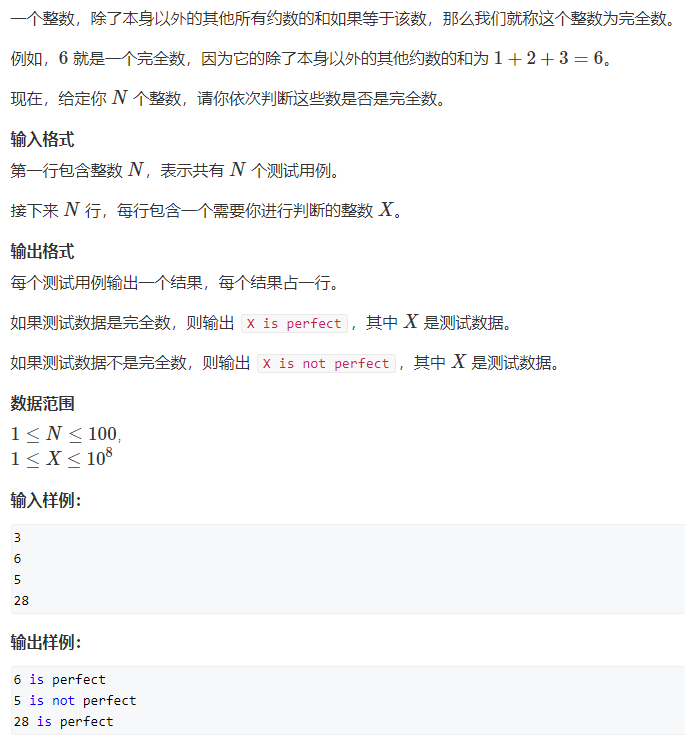 一个整数，除了本身以外的其他所有约数的和如果等于该数，那么我们就称这个整数为完全数。
例如，6 就是一个完全数，因为它的除了本身以外的其他约数的和为 1 + 2 + 3 = 6。
现在，给定你 N 个整数，请你依次判断这些数是否是完全数。
输入格式
第一行包含整数 N，表示共有 N 个测试用例。
接下来 N 行，每行包含一个需要你进行判断的整数 X。
输出格式
每个测试用例输出一个结果，每个结果占一行。
如果测试数据是完全数，则输出 X is perfect，其中 X 是测试数据。
如果测试数据不是完全数，则输出 X is not perfect，其中 X 是测试数据。
数据范围
1 ≤ N ≤ 100,
1 ≤ X ≤ 10⁸
输入样例：
3
6
5
28
输出样例：
6 is perfect
5 is not perfect
28 is perfect